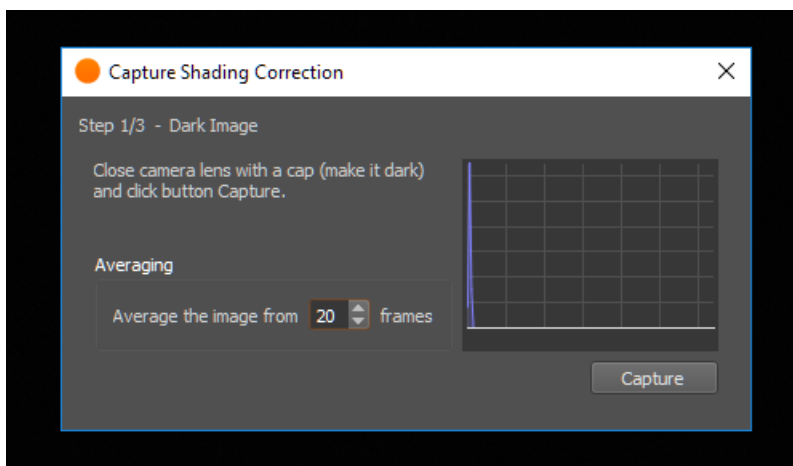 Capture Shading Correction
Step 1/3 - Dark Image
Close camera lens with a cap (make it dark)
and click button Capture.
Averaging
Average the image from 20 frames
Capture